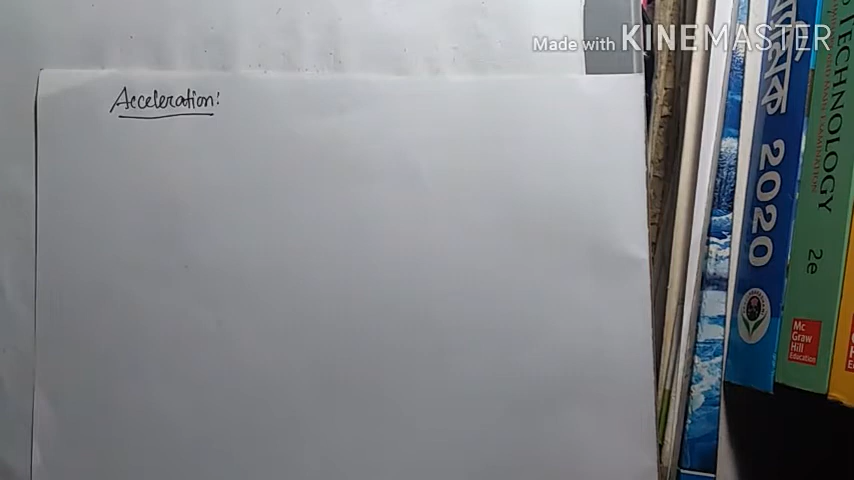 Made with KINEMASTER
Acceleration:
2020
TECHNOLOGY
2e
Mc
Graw
Hill
Education